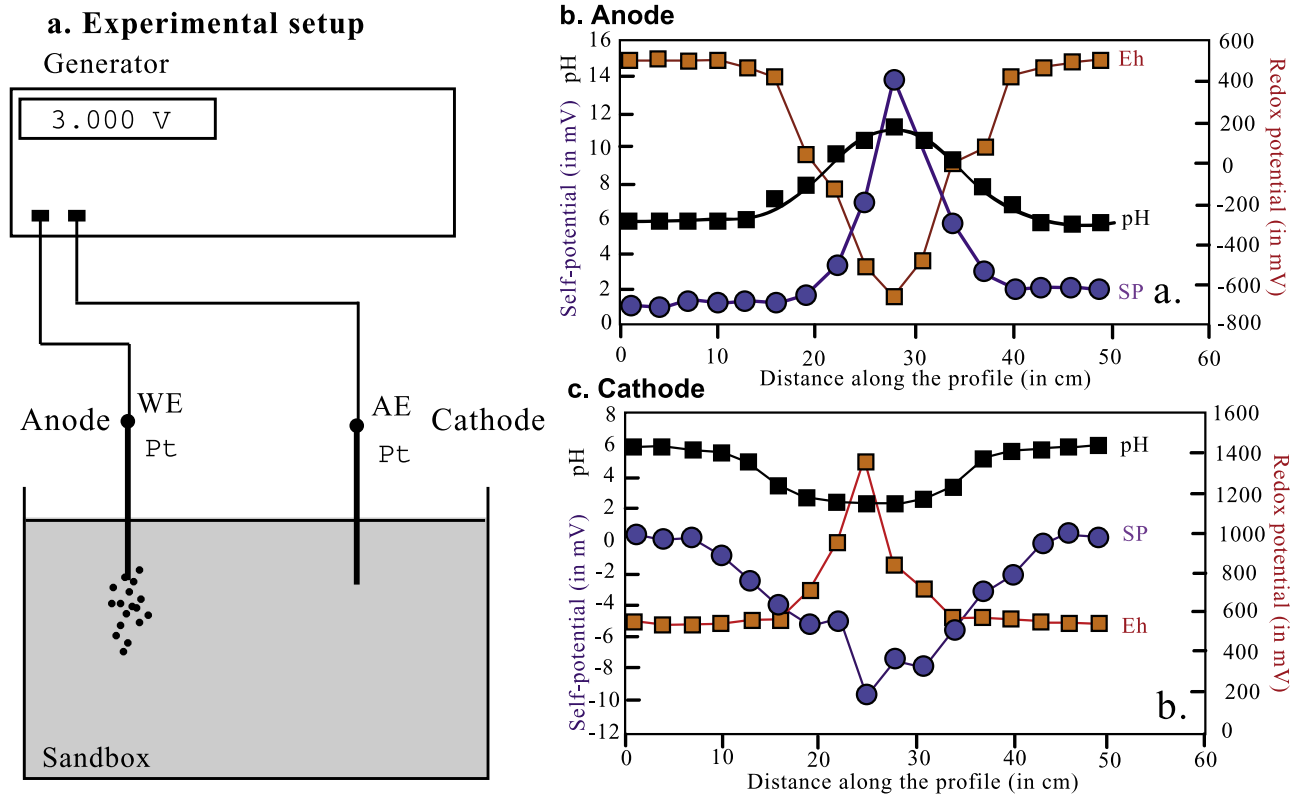 a. Experimental setup
Generator
3.000 V
Anode
WE
Pt
AE
Pt
Cathode
Sandbox
b. Anode
Self-potential (in mV)
pH
16
14
12
10
8
6
4
2
0
Redox potential
(in mV)
600
400
200
0
-200
-400
-600
-800
Eh
pH
SP
a.
0
10
20
30
40
50
60
Distance along the profile (in cm)
c. Cathode
Self-potential (in mV)
pH
8
6
4
2
0
-2
-4
-6
-8
-10
-12
Redox potential
(in mV)
1600
1400
1200
1000
800
600
400
200
0
pH
SP
Eh
b.
0
10
20
30
40
50
60
Distance along the profile (in cm)